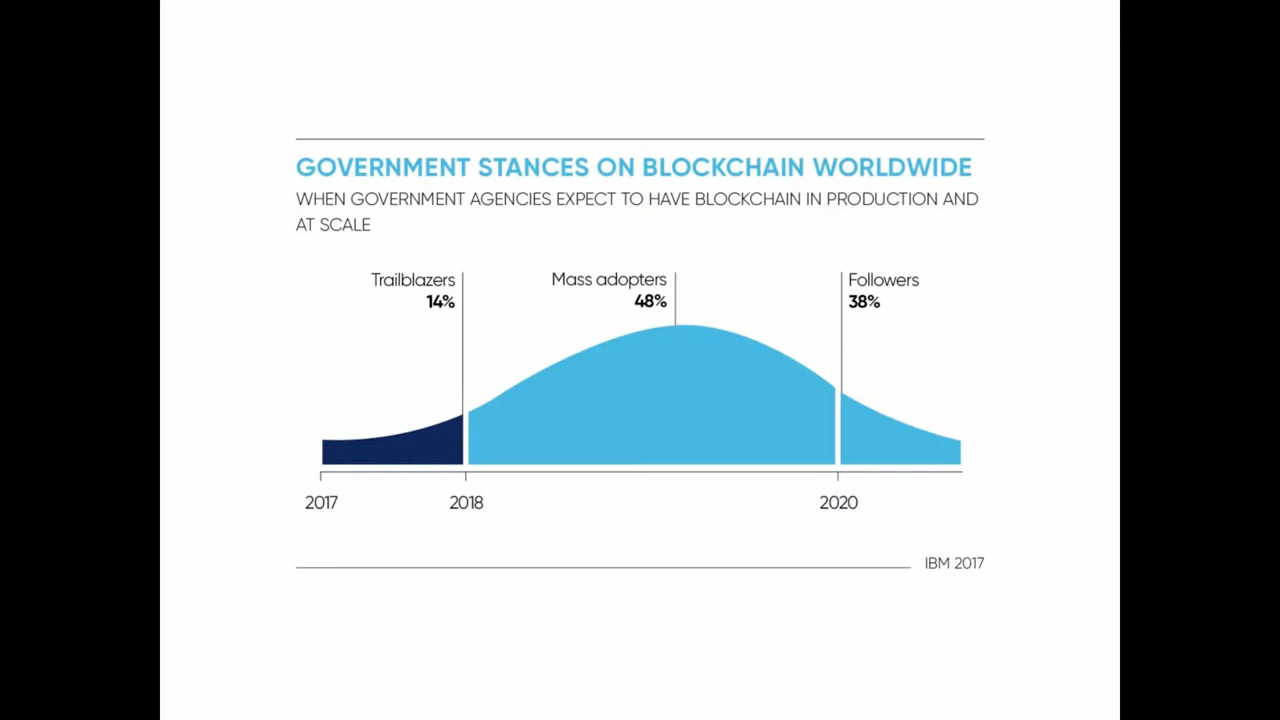 GOVERNMENT STANCES ON BLOCKCHAIN WORLDWIDE
WHEN GOVERNMENT AGENCIES EXPECT TO HAVE BLOCKCHAIN IN PRODUCTION AND
AT SCALE
Trailblazers
14%
Mass adopters
48%
Followers
38%
2017
2018
2020
IBM 2017